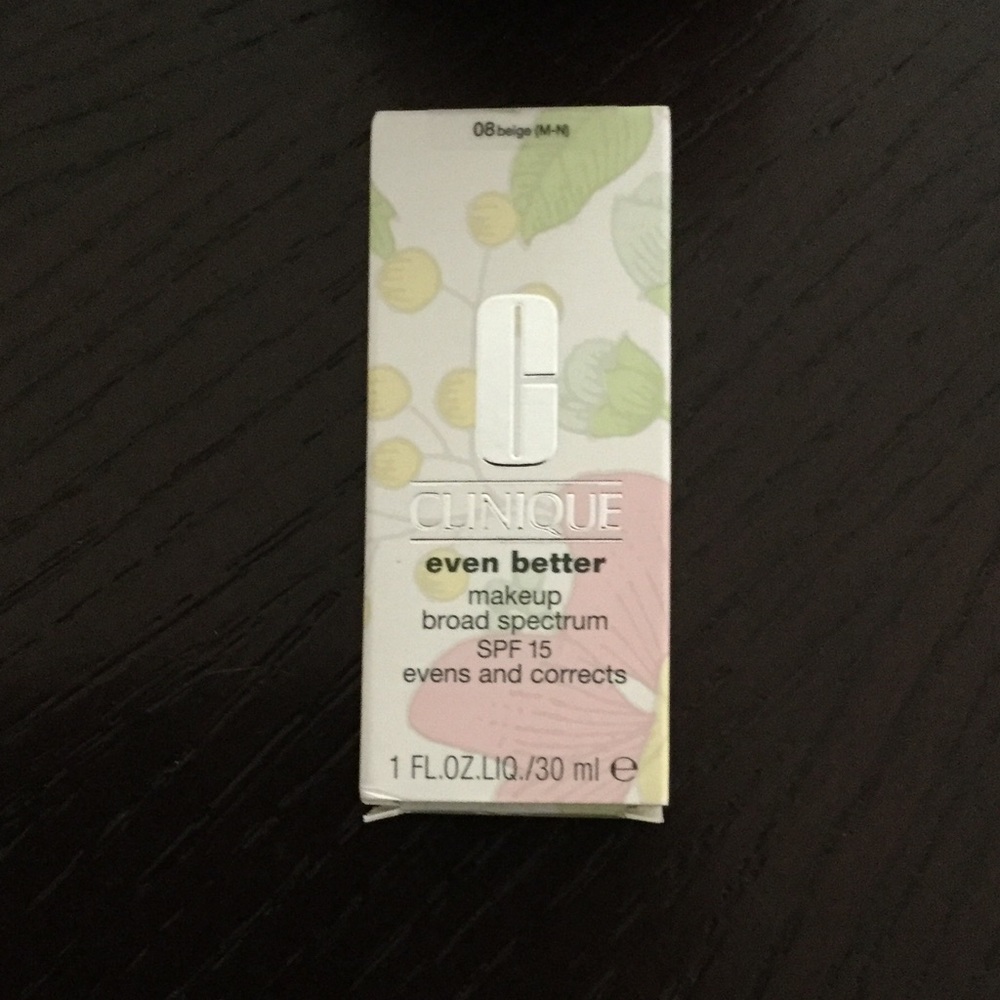 08 beige (M-N)
CLINIQUE
even better
makeup
broad spectrum
SPF 15
evens and corrects
1 FL.OZ.LIQ./30 ml ℮